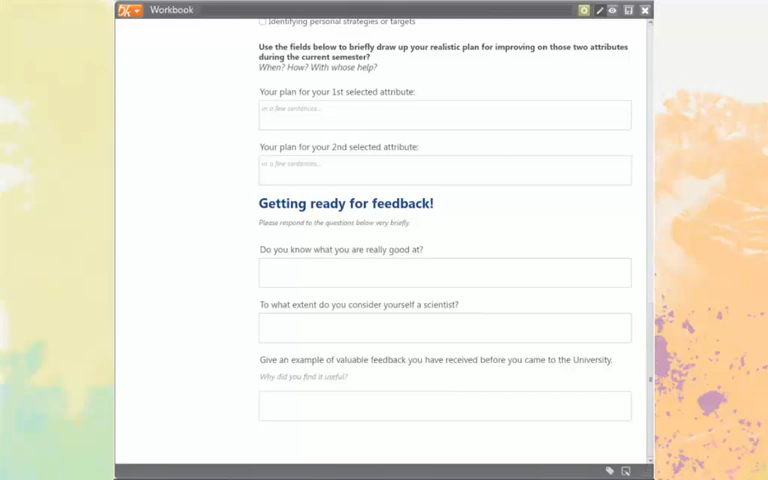 Workbook
Identifying personal strategies or targets
Use the fields below to briefly draw up your realistic plan for improving on those two attributes
during the current semester?
When? How? With whose help?
Your plan for your 1st selected attribute:
in a few sentences...
Your plan for your 2nd selected attribute:
in a few sentences...
Getting ready for feedback!
Please respond to the questions below very briefly.
Do you know what you are really good at?
To what extent do you consider yourself a scientist?
Give an example of valuable feedback you have received before you came to the University.
Why did you find it useful?